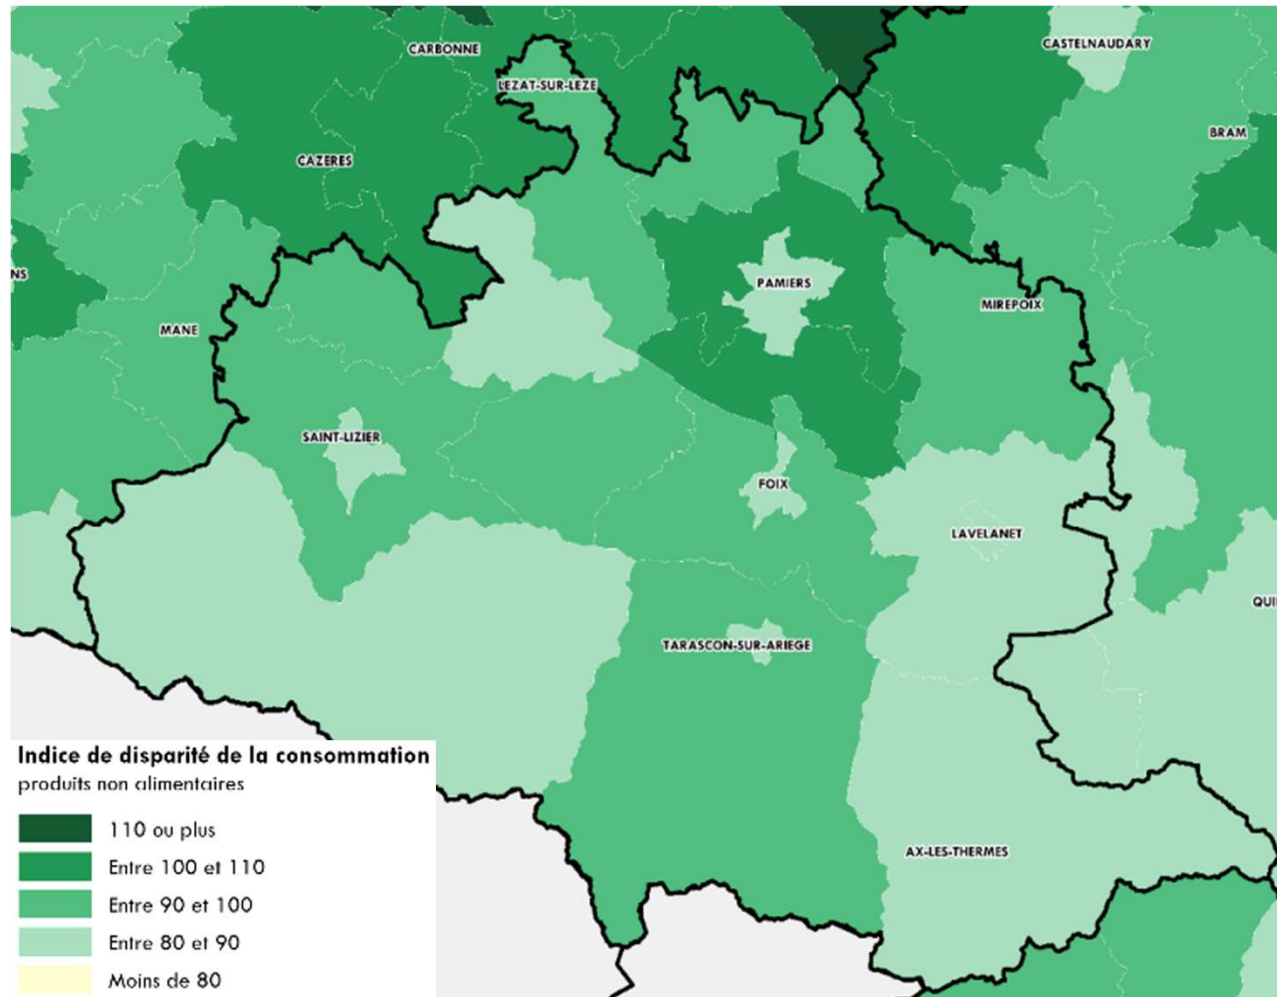 CARBONNE
CASTELNAUDARY
LEZAT-SUR-LEZE
BRAM
CAZERES
NS
PAMIERS
MIREPOIX
MANE
SAINT-LIZIER
FOIX
LAVELANET
QUI
TARASCON-SUR-ARIEGE
AX-LES-THERMES
Indice de disparité de la consommation
produits non alimentaires
110 ou plus
Entre 100 et 110
Entre 90 et 100
Entre 80 et 90
Moins de 80